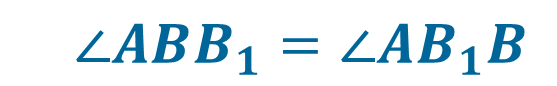 ∠ABB₁ = ∠AB₁B